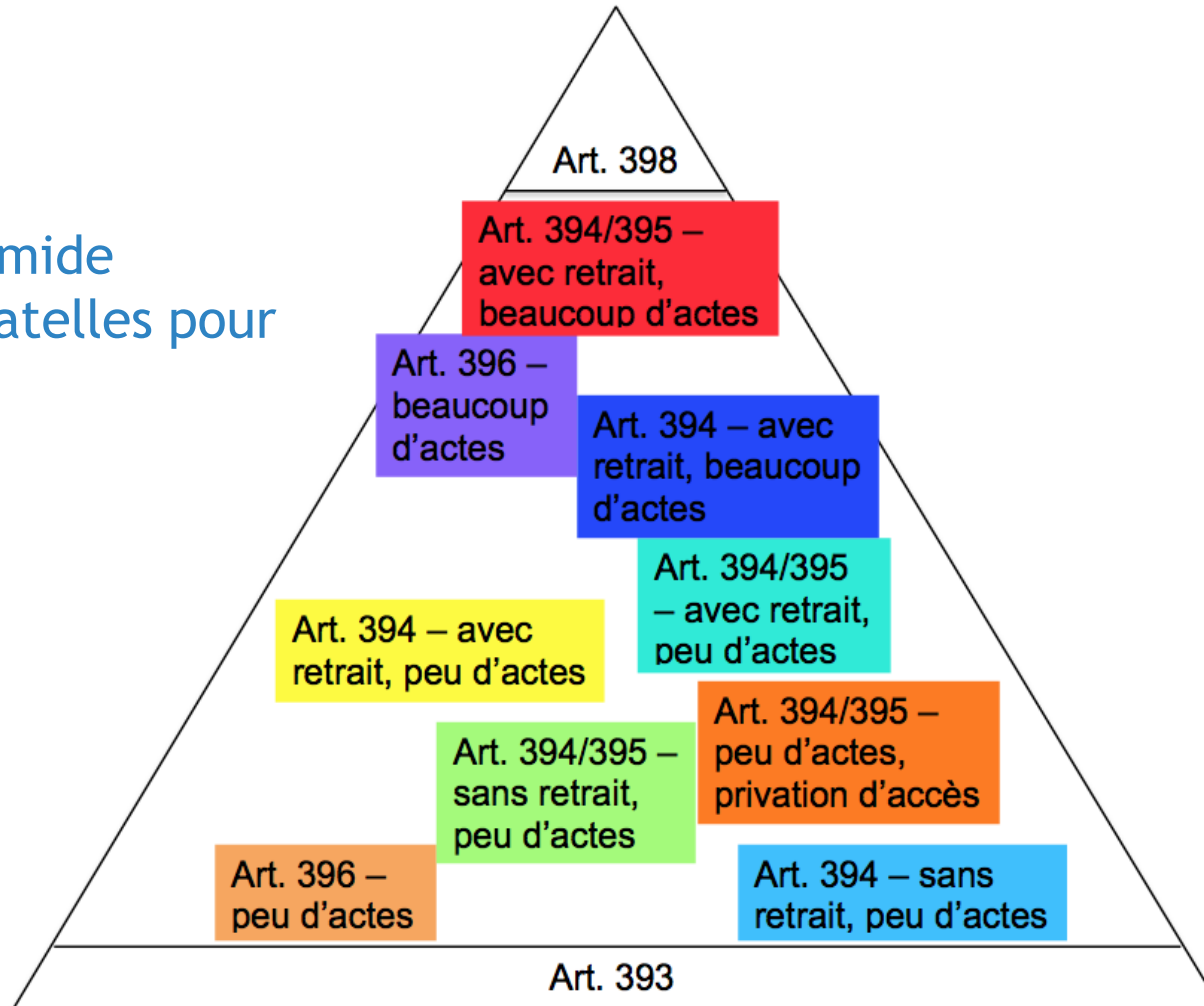 Art. 398
mide
atelles pour
Art. 394/395 –
avec retrait,
beaucoup d'actes
Art. 396 –
beaucoup
d'actes
Art. 394 – avec
retrait, beaucoup
d'actes
Art. 394/395
– avec retrait,
peu d'actes
Art. 394 – avec
retrait, peu d'actes
Art. 394/395 –
peu d'actes,
privation d'accès
Art. 394/395 –
sans retrait,
peu d'actes
Art. 396 –
peu d'actes
Art. 394 – sans
retrait, peu d'actes
Art. 393